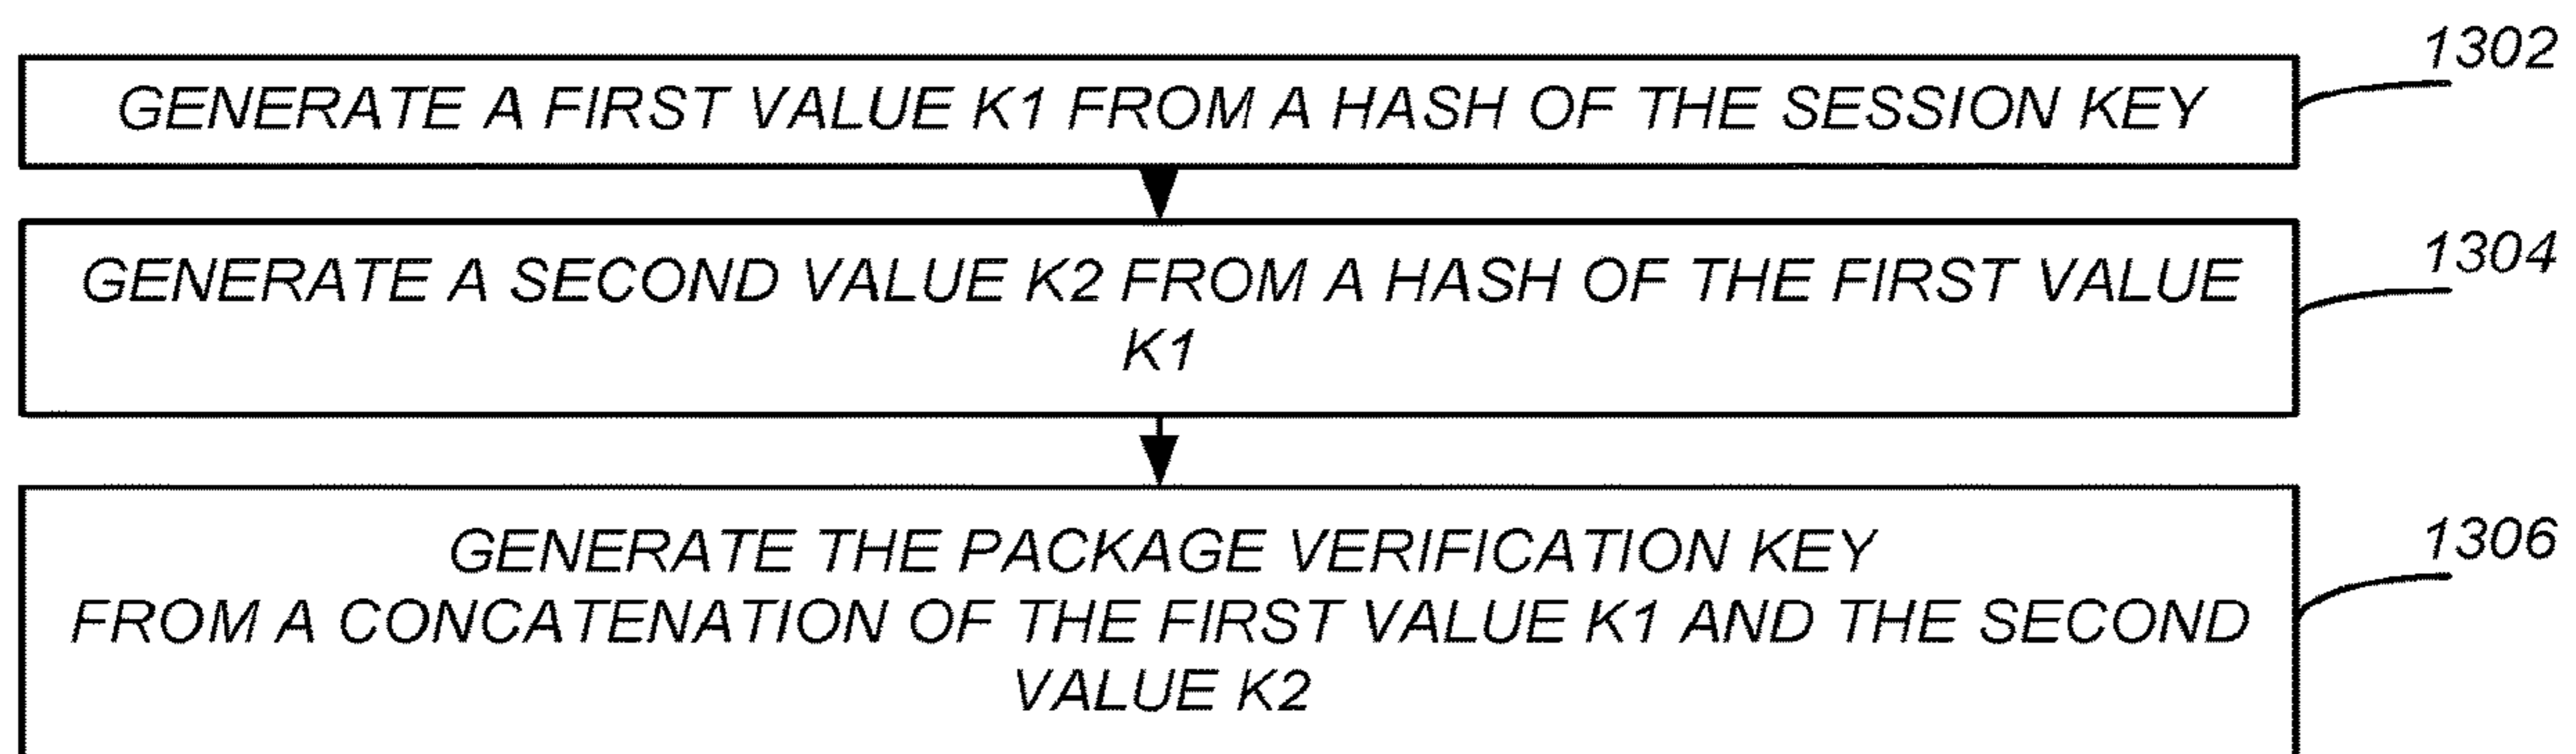 1302
GENERATE A FIRST VALUE K1 FROM A HASH OF THE SESSION KEY
1304
GENERATE A SECOND VALUE K2 FROM A HASH OF THE FIRST VALUE
K1
1306
GENERATE THE PACKAGE VERIFICATION KEY
FROM A CONCATENATION OF THE FIRST VALUE K1 AND THE SECOND
VALUE K2